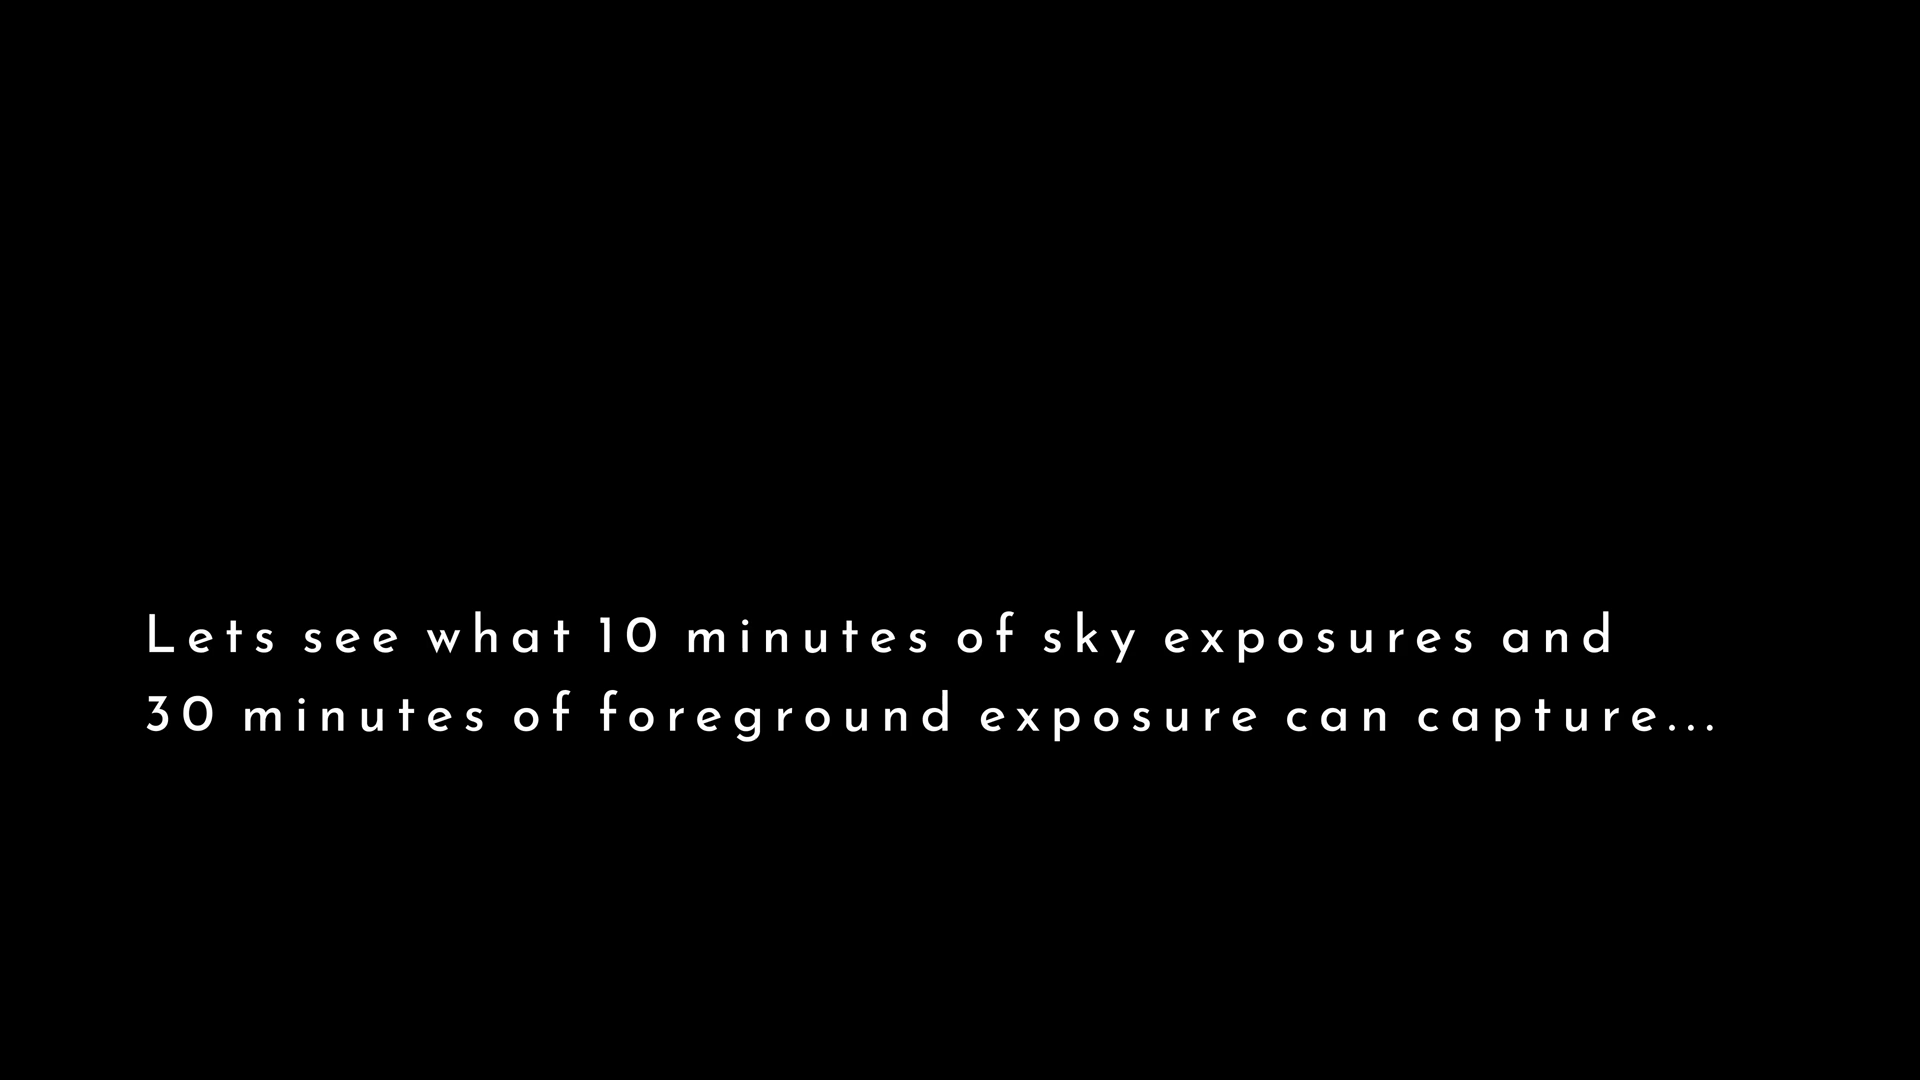 Lets see what 10 minutes of sky exposures and
30 minutes of foreground exposure can capture...